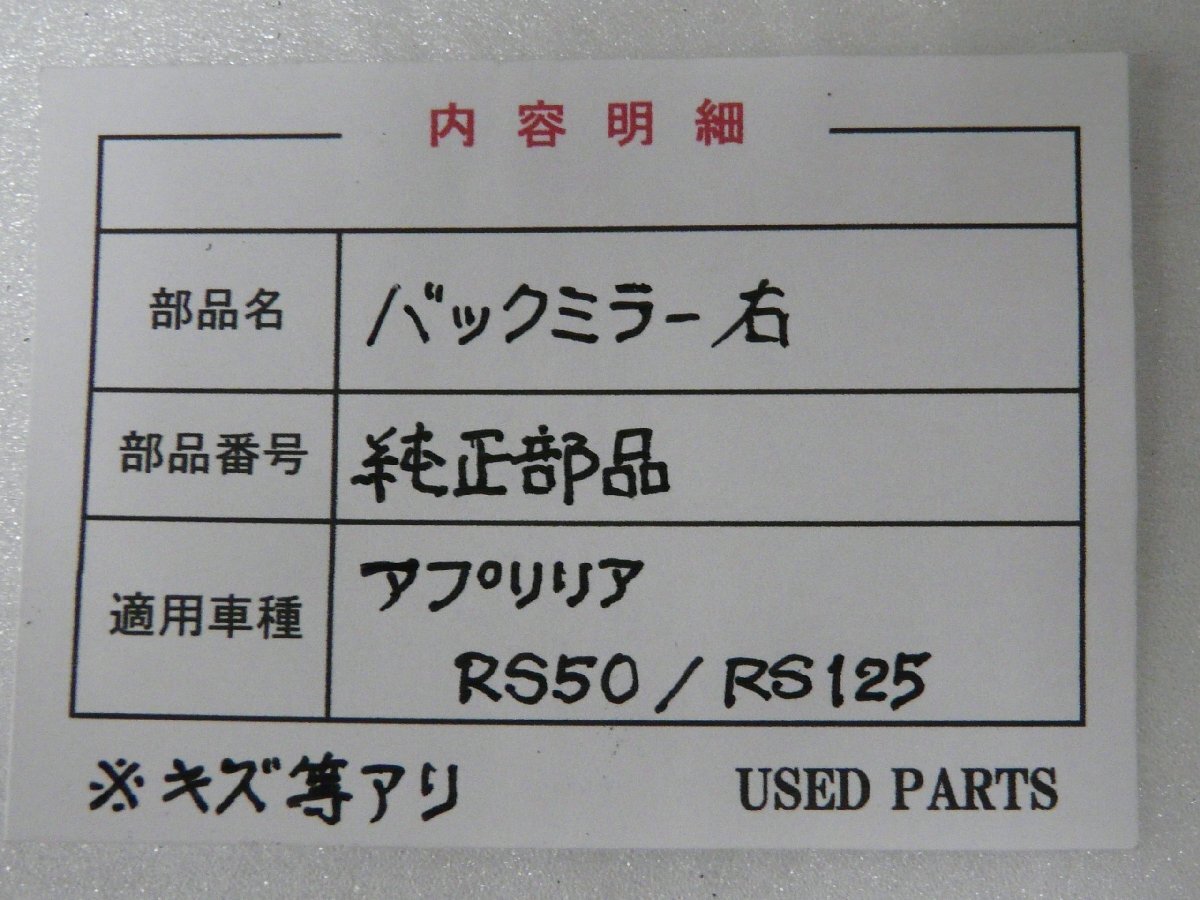 内容明細
部品名 バックミラー右
部品番号 純正部品
適用車種 アプリリア
RS50 / RS125
※キズ等アリ USED PARTS